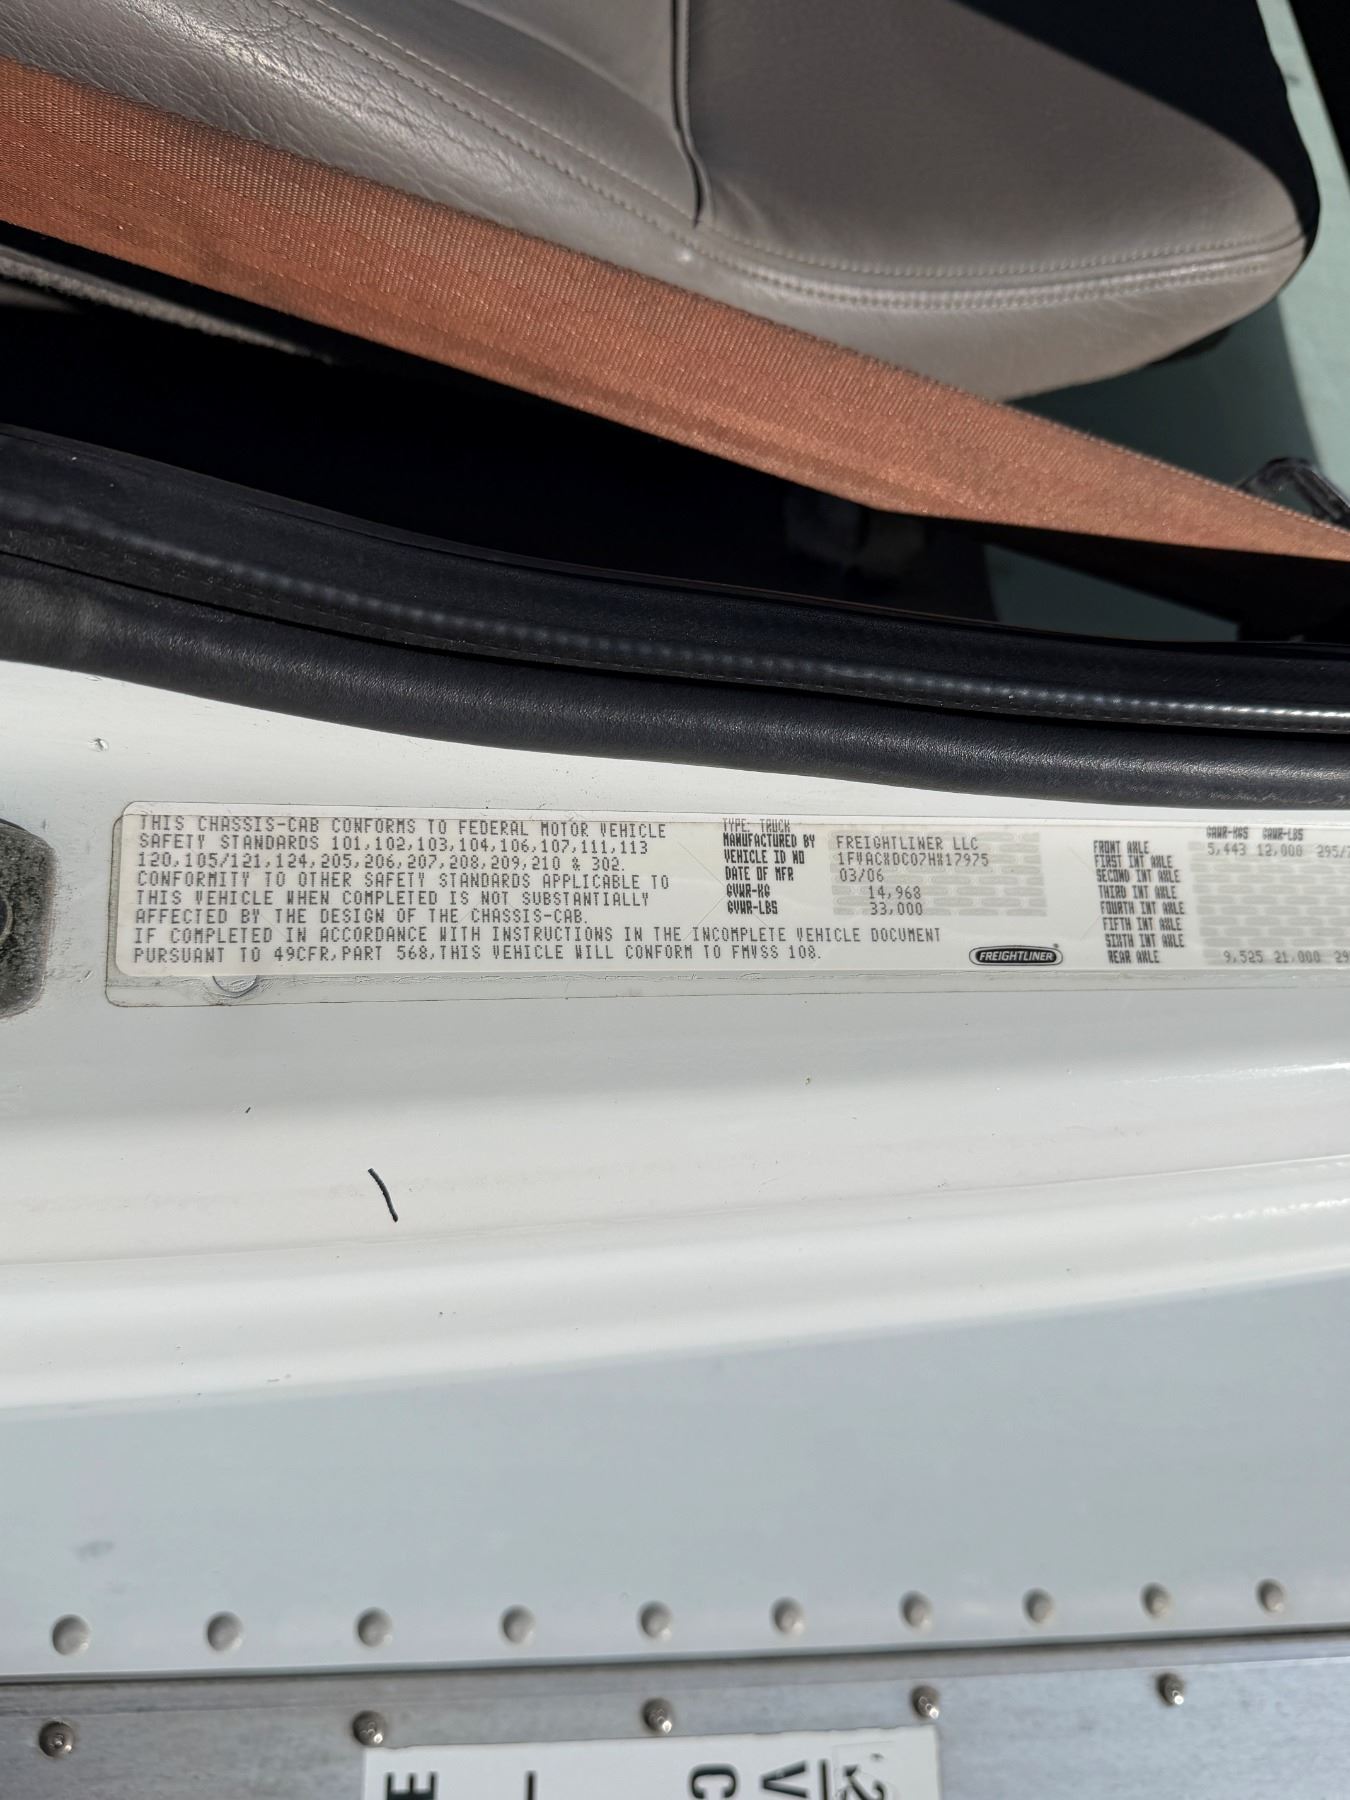 THIS CHASSIS-CAB CONFORMS TO FEDERAL MOTOR VEHICLE
SAFETY STANDARDS 101,102,103,104,106,107,111,113
120,105/121,124,205,206,207,208,209,210 & 302.
CONFORMITY TO OTHER SAFETY STANDARDS APPLICABLE TO
THIS VEHICLE WHEN COMPLETED IS NOT SUBSTANTIALLY
AFFECTED BY THE DESIGN OF THE CHASSIS-CAB.
IF COMPLETED IN ACCORDANCE WITH INSTRUCTIONS IN THE INCOMPLETE VEHICLE DOCUMENT
PURSUANT TO 49CFR,PART 568,THIS VEHICLE WILL CONFORM TO FMVSS 108.
TYPE: TRUCK
MANUFACTURED BY FREIGHTLINER LLC
VEHICLE ID NO 1FVACXDC07HW17975
DATE OF MFR 03/06
GVWR-KG 14,968
GVWR-LBS 33,000
FREIGHTLINER
GAWR-KGS GAWR-LBS
FRONT AXLE 5,443 12,000 295/7
FIRST INT AXLE
SECOND INT AXLE
THIRD INT AXLE
FOURTH INT AXLE
FIFTH INT AXLE
SIXTH INT AXLE
REAR AXLE 9,525 21,000 29